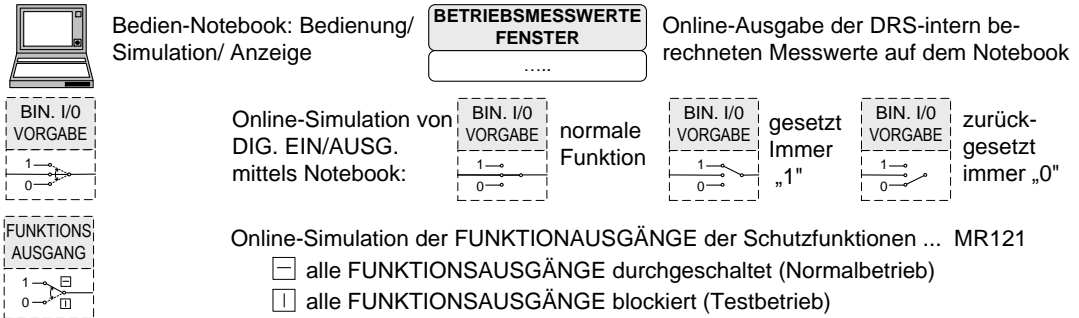 Bedien-Notebook: Bedienung/
Simulation/ Anzeige
BETRIEBSMESSWERTE
FENSTER
.....
Online-Ausgabe der DRS-intern be-
rechneten Messwerte auf dem Notebook
BIN. I/0
VORGABE
1
0
Online-Simulation von
DIG. EIN/AUSG.
mittels Notebook:
BIN. I/0
VORGABE
1
0
normale
Funktion
BIN. I/0
VORGABE
1
0
gesetzt
Immer
„1"
BIN. I/0
VORGABE
1
0
zurück-
gesetzt
immer „0"
FUNKTIONS
AUSGANG
1
0
Online-Simulation der FUNKTIONAUSGÄNGE der Schutzfunktionen ... MR121
alle FUNKTIONSAUSGÄNGE durchgeschaltet (Normalbetrieb)
alle FUNKTIONSAUSGÄNGE blockiert (Testbetrieb)